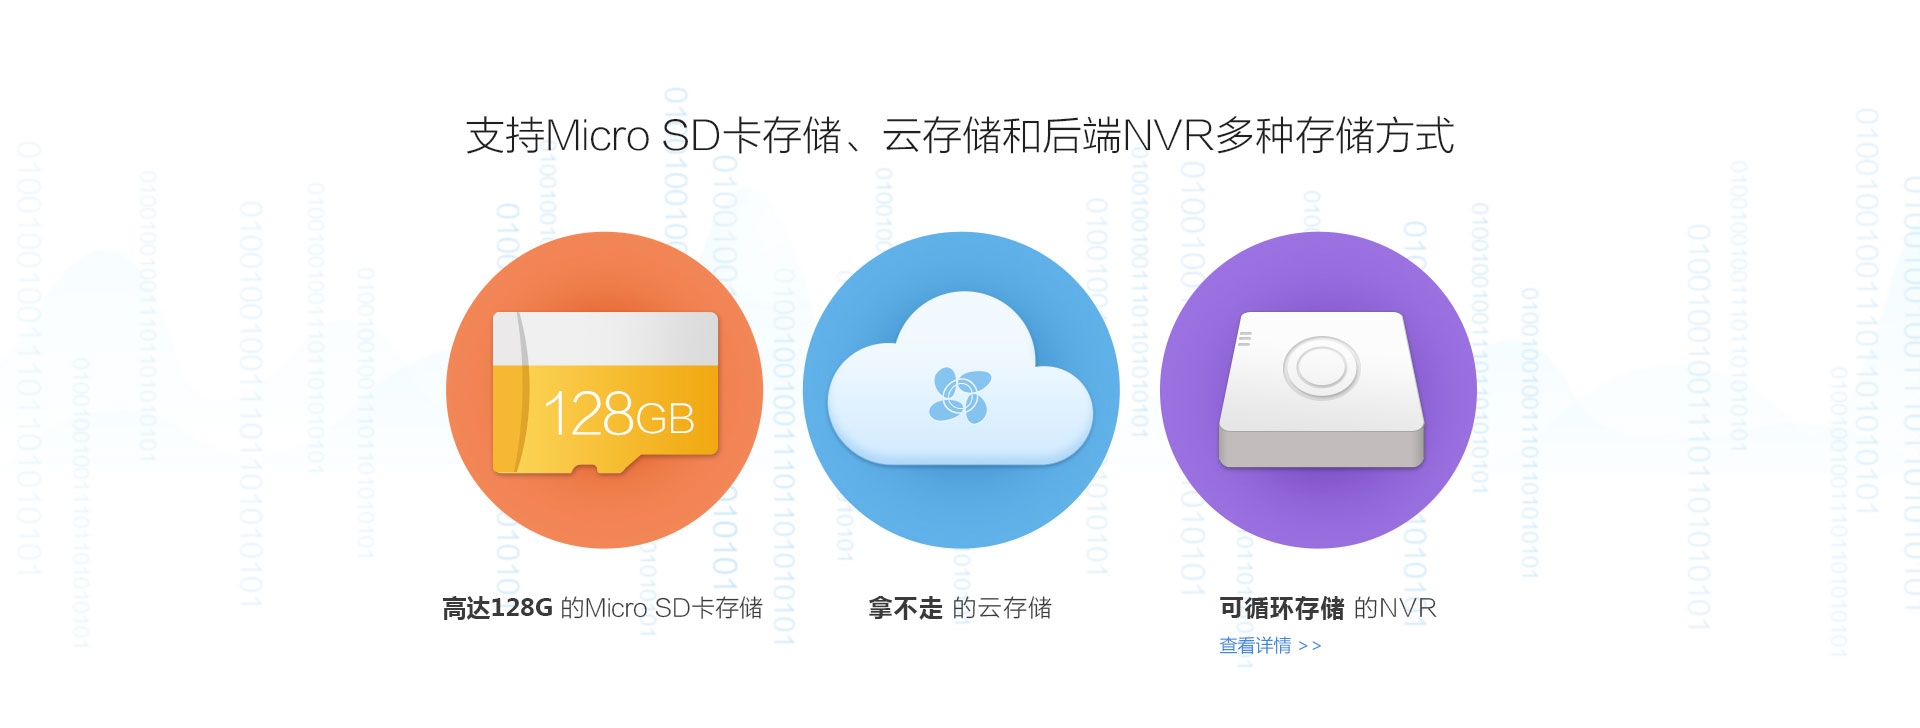 支持Micro SD卡存储、云存储和后端NVR多种存储方式
128GB
高达128G 的Micro SD卡存储
拿不走 的云存储
可循环存储 的NVR
查看详情 >>